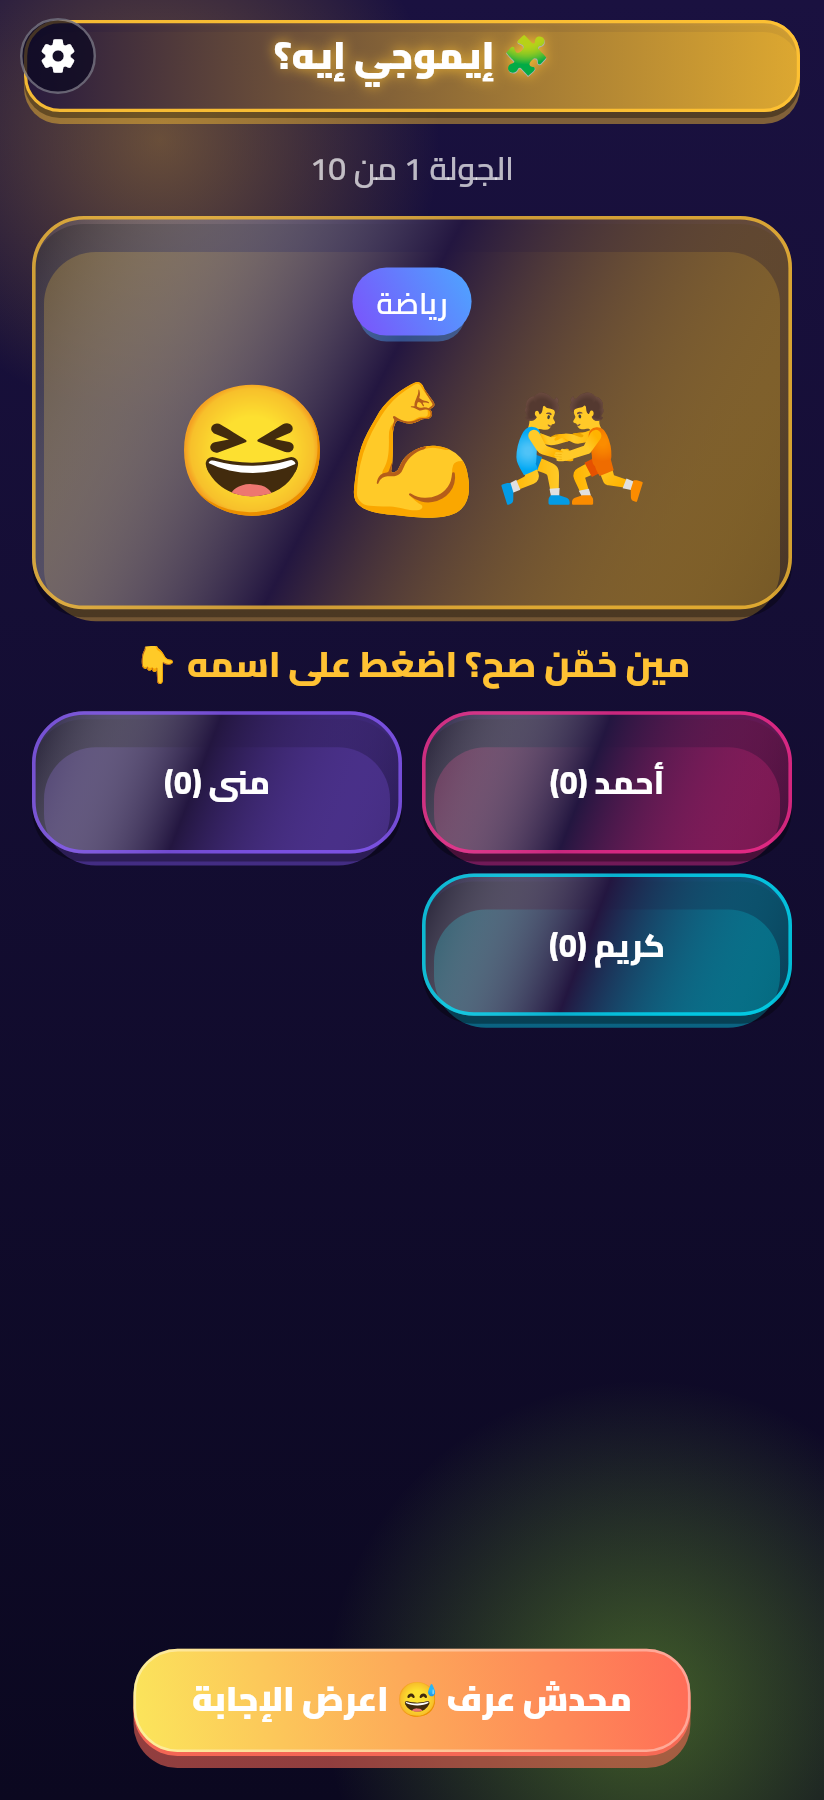 🧩 إيموجي إيه؟
الجولة 1 من 10
رياضة
مين خمّن صح؟ اضغط على اسمه 👇
أحمد (0)
منى (0)
كريم (0)
محدش عرف 😅 اعرض الإجابة